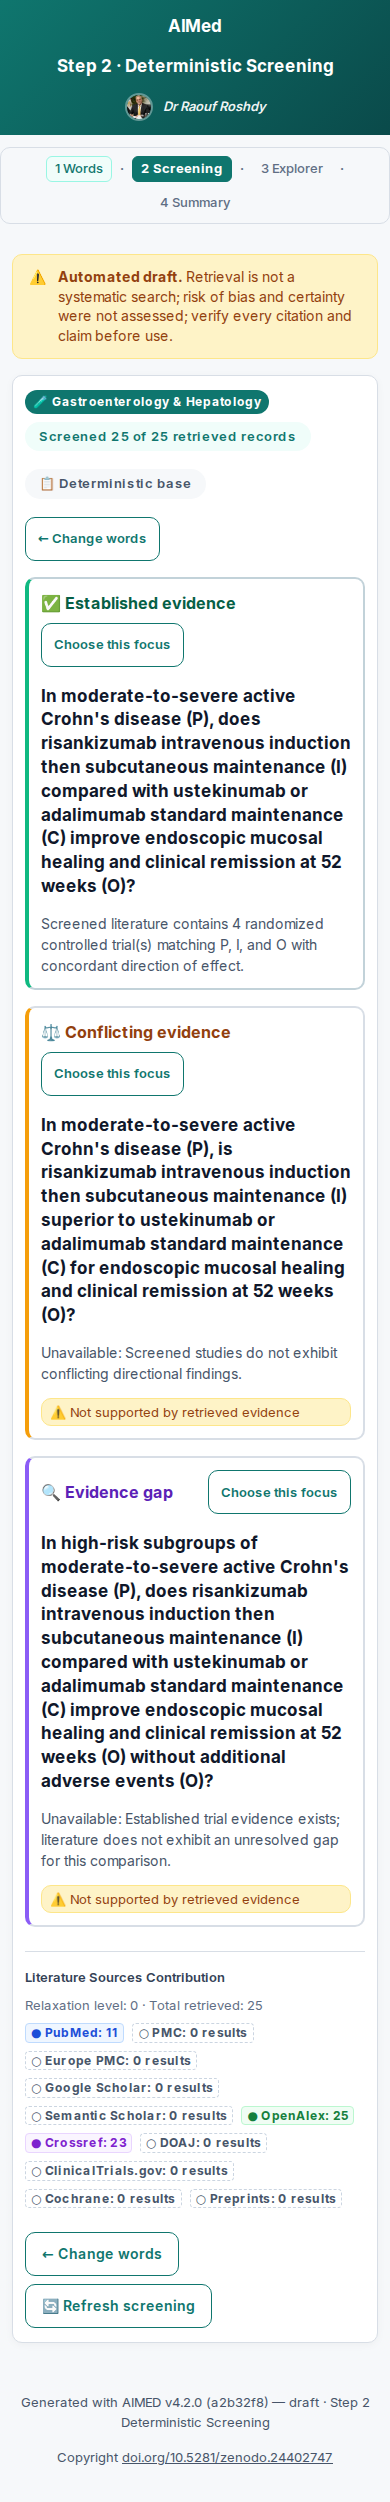 AIMed
Step 2 · Deterministic Screening
Dr Raouf Roshdy
1 Words · 2 Screening · 3 Explorer ·
4 Summary
⚠️ Automated draft. Retrieval is not a
systematic search; risk of bias and certainty
were not assessed; verify every citation and
claim before use.
🧪 Gastroenterology & Hepatology
Screened 25 of 25 retrieved records
📋 Deterministic base
← Change words
✅ Established evidence
Choose this focus
In moderate-to-severe active
Crohn's disease (P), does
risankizumab intravenous induction
then subcutaneous maintenance (I)
compared with ustekinumab or
adalimumab standard maintenance
(C) improve endoscopic mucosal
healing and clinical remission at 52
weeks (O)?
Screened literature contains 4 randomized
controlled trial(s) matching P, I, and O with
concordant direction of effect.
⚖️ Conflicting evidence
Choose this focus
In moderate-to-severe active
Crohn's disease (P), is
risankizumab intravenous induction
then subcutaneous maintenance (I)
superior to ustekinumab or
adalimumab standard maintenance
(C) for endoscopic mucosal healing
and clinical remission at 52 weeks
(O)?
Unavailable: Screened studies do not exhibit
conflicting directional findings.
⚠️ Not supported by retrieved evidence
🔍 Evidence gap
Choose this focus
In high-risk subgroups of
moderate-to-severe active Crohn's
disease (P), does risankizumab
intravenous induction then
subcutaneous maintenance (I)
compared with ustekinumab or
adalimumab standard maintenance
(C) improve endoscopic mucosal
healing and clinical remission at 52
weeks (O) without additional
adverse events (O)?
Unavailable: Established trial evidence exists;
literature does not exhibit an unresolved gap
for this comparison.
⚠️ Not supported by retrieved evidence
Literature Sources Contribution
Relaxation level: 0 · Total retrieved: 25
● PubMed: 11 ○ PMC: 0 results
○ Europe PMC: 0 results
○ Google Scholar: 0 results
○ Semantic Scholar: 0 results ● OpenAlex: 25
● Crossref: 23 ○ DOAJ: 0 results
○ ClinicalTrials.gov: 0 results
○ Cochrane: 0 results ○ Preprints: 0 results
← Change words
🔄 Refresh screening
Generated with AIMED v4.2.0 (a2b32f8) — draft · Step 2
Deterministic Screening
Copyright doi.org/10.5281/zenodo.24402747